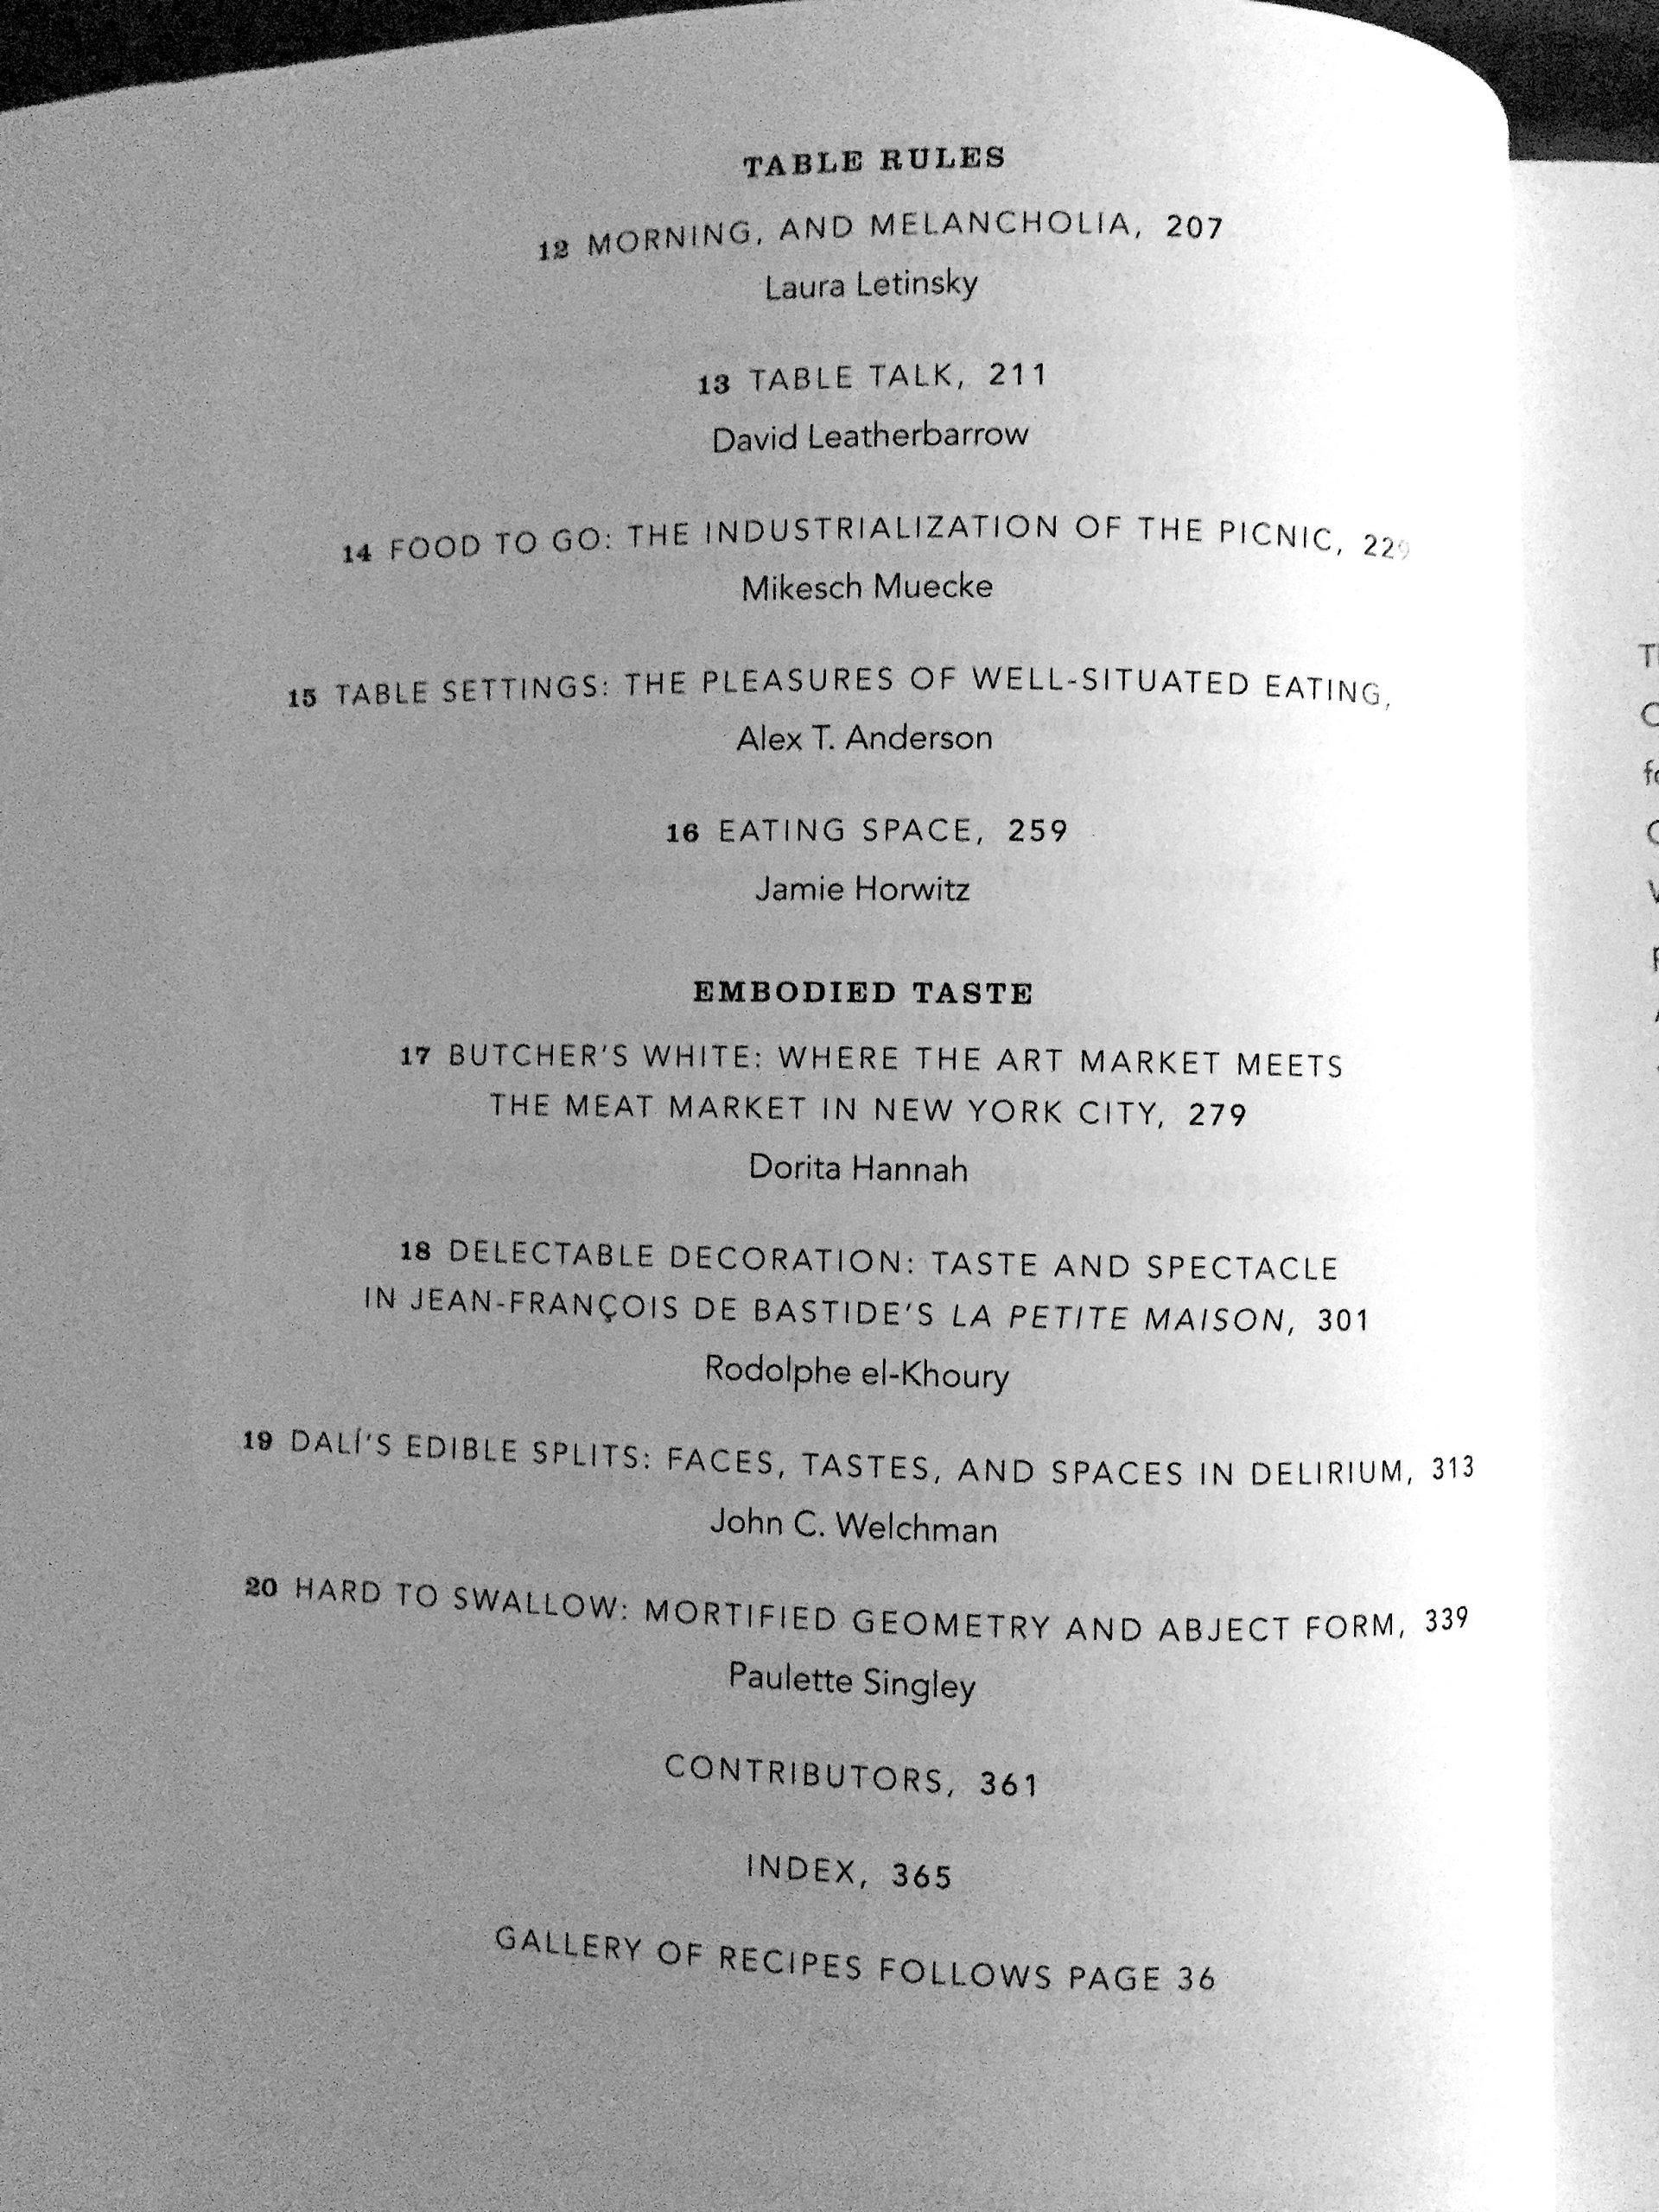 TABLE RULES
12 MORNING, AND MELANCHOLIA, 207
Laura Letinsky
13 TABLE TALK, 211
David Leatherbarrow
14 FOOD TO GO: THE INDUSTRIALIZATION OF THE PICNIC, 229
Mikesch Muecke
15 TABLE SETTINGS: THE PLEASURES OF WELL-SITUATED EATING,
Alex T. Anderson
16 EATING SPACE, 259
Jamie Horwitz
EMBODIED TASTE
17 BUTCHER'S WHITE: WHERE THE ART MARKET MEETS
THE MEAT MARKET IN NEW YORK CITY, 279
Dorita Hannah
18 DELECTABLE DECORATION: TASTE AND SPECTACLE
IN JEAN-FRANÇOIS DE BASTIDE'S LA PETITE MAISON, 301
Rodolphe el-Khoury
19 DALÍ'S EDIBLE SPLITS: FACES, TASTES, AND SPACES IN DELIRIUM, 313
John C. Welchman
20 HARD TO SWALLOW: MORTIFIED GEOMETRY AND ABJECT FORM, 339
Paulette Singley
CONTRIBUTORS, 361
INDEX, 365
GALLERY OF RECIPES FOLLOWS PAGE 36